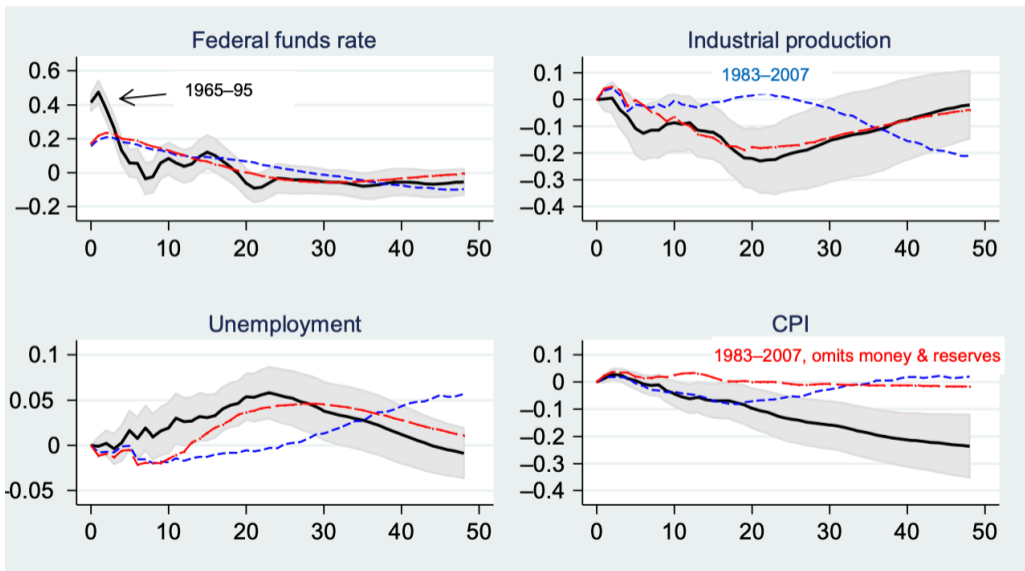 Federal funds rate
0.6
0.4
0.2
0
–0.2
1965–95
0 10 20 30 40 50
Industrial production
0.1
0
–0.1
–0.2
–0.3
–0.4
1983–2007
0 10 20 30 40 50
Unemployment
0.1
0.05
0
0.05
0 10 20 30 40 50
CPI
0.1
0
–0.1
–0.2
–0.3
–0.4
1983–2007, omits money & reserves
0 10 20 30 40 50